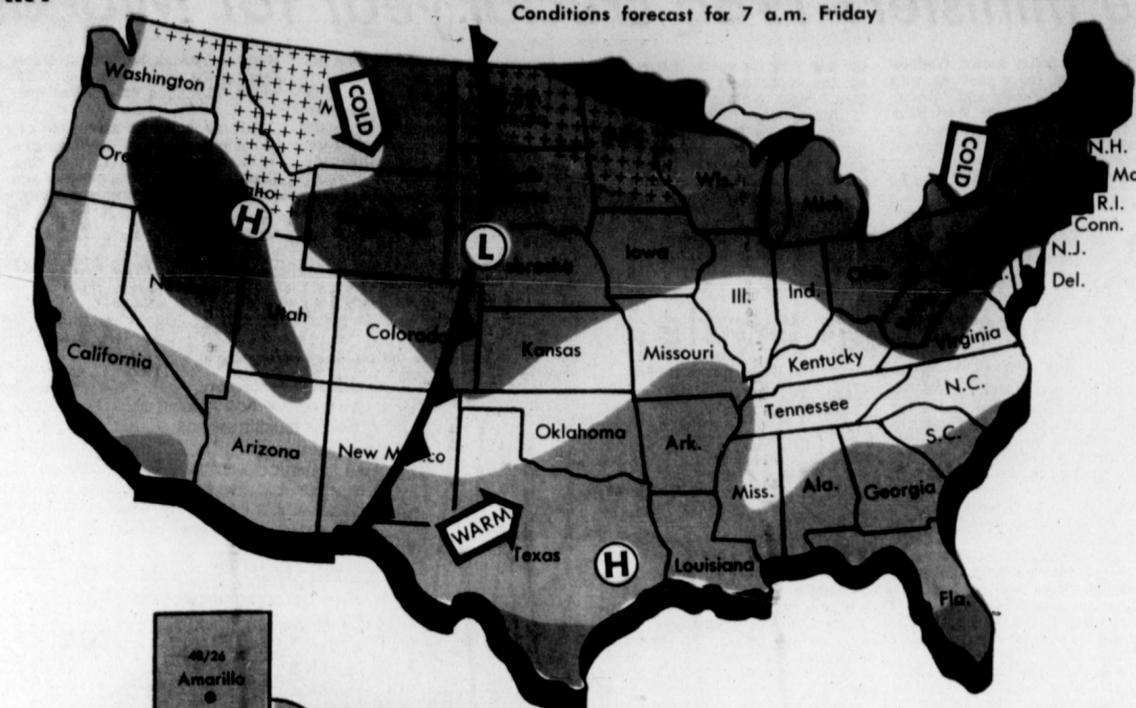 Conditions forecast for 7 a.m. Friday
Washington
COLD
COLD
N.H.
R.I.
Conn.
N.J.
Del.
H
L
Wis.
Mich.
Iowa
Ohio
Utah
Colorado
Kansas
Ill.
Ind.
Missouri
Kentucky
Virginia
California
Tennessee
N.C.
Arizona
New Mexico
Oklahoma
Ark.
S.C.
Miss.
Ala.
Georgia
WARM
Texas
H
Louisiana
Fla.
48/26
Amarillo